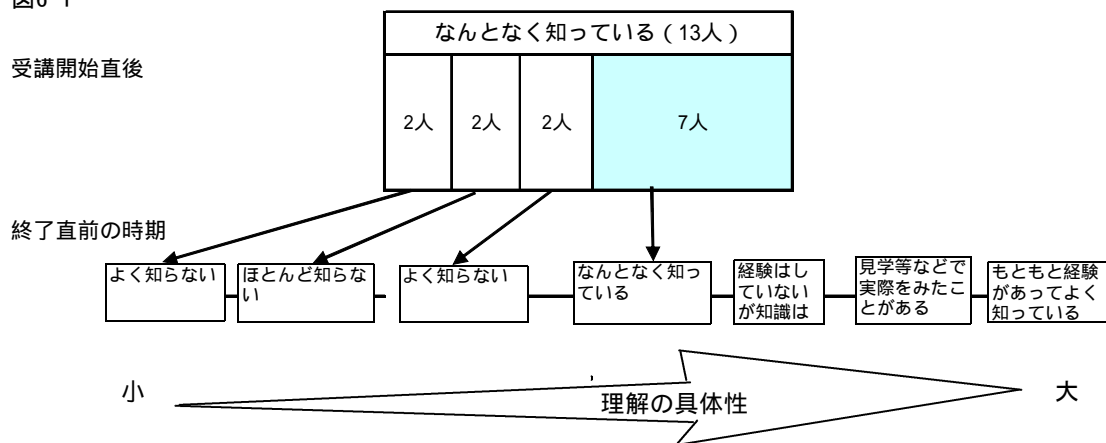 図6-1
なんとなく知っている(13人)
受講開始直後
2人
2人
2人
7人
終了直前の時期
よく知らない
ほとんど知らな
い
よく知らない
なんとなく知っ
ている
経験はし
ていない
が知識は
見学等などで
実際をみたこ
とがある
もともと経験
があってよく
知っている
小
理解の具体性
大